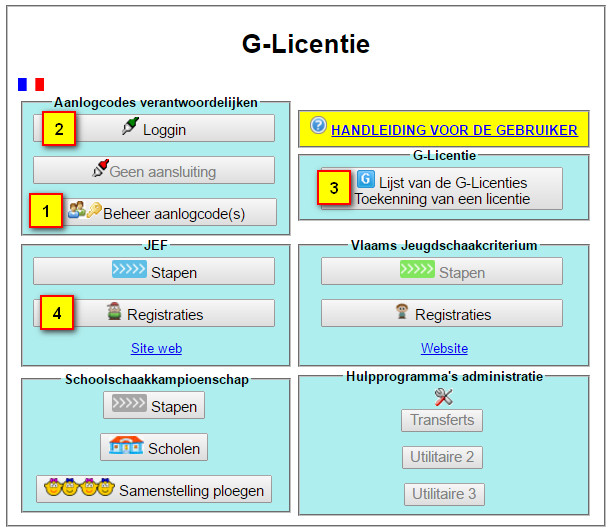 G-Licentie
Aanlogcodes verantwoordelijken
2 Loggin
Geen aansluiting
1 Beheer aanlogcode(s)
? HANDLEIDING VOOR DE GEBRUIKER
G-Licentie
3 G Lijst van de G-Licenties
Toekenning van een licentie
JEF
Stapen
4 Registraties
Site web
Vlaams Jeugdschaakcriterium
Stapen
Registraties
Website
Schoolschaakkampioenschap
Stapen
Scholen
Samenstelling ploegen
Hulpprogramma's administratie
Transferts
Utilitaire 2
Utilitaire 3